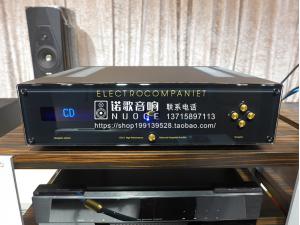 ELECTROCOMPANIET
诺歌音响
NUOGE
联系电话
13715897113
CD
https://shop199139528.taobao.com/